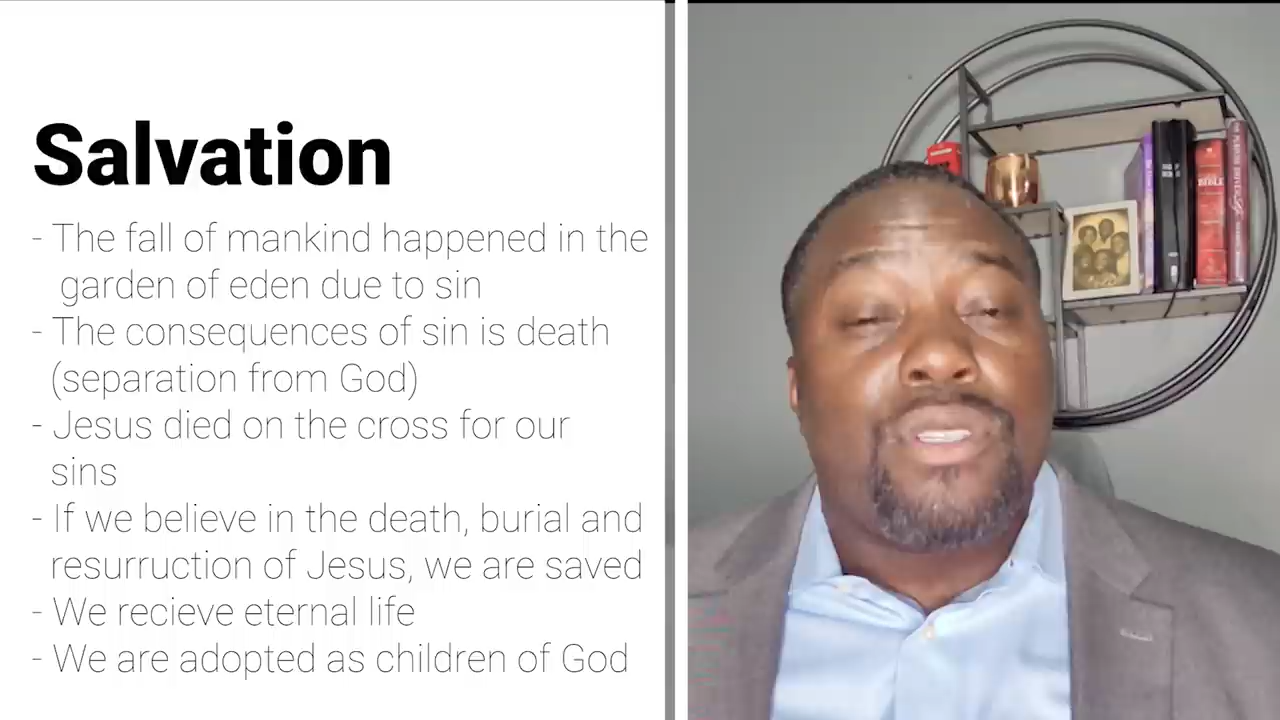 Salvation
- The fall of mankind happened in the
garden of eden due to sin
- The consequences of sin is death
(separation from God)
- Jesus died on the cross for our
sins
- If we believe in the death, burial and
resurruction of Jesus, we are saved
- We recieve eternal life
- We are adopted as children of God
BIBLE